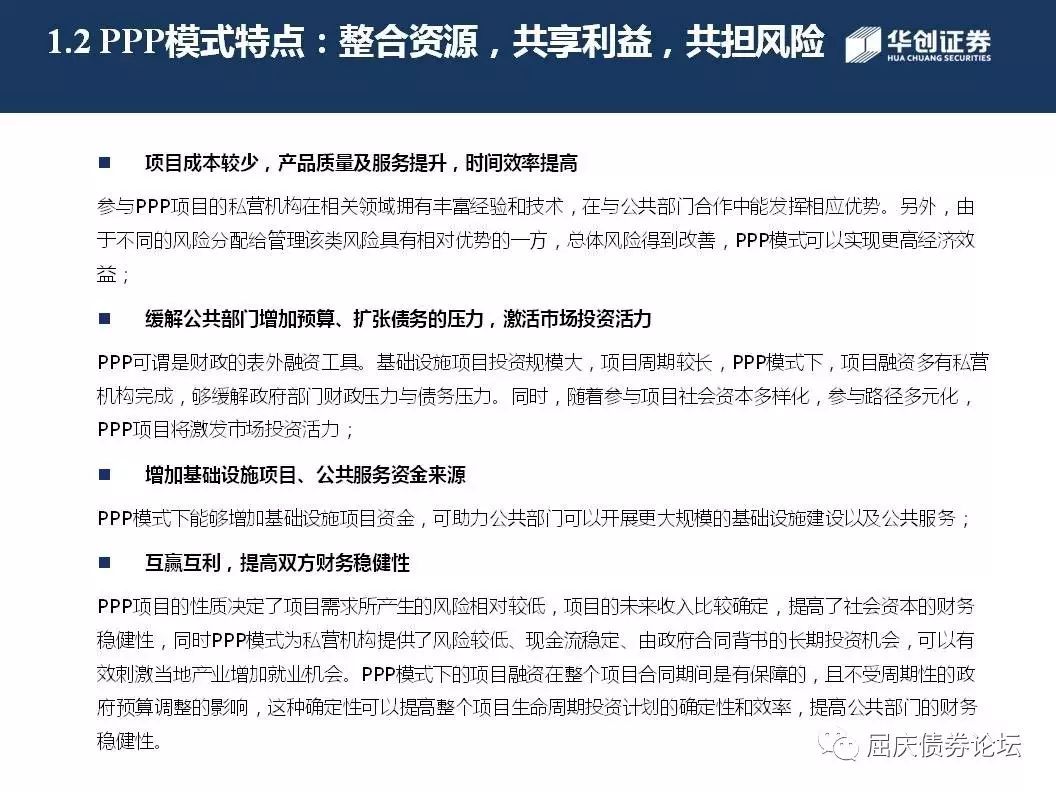 1.2 PPP模式特点：整合资源，共享利益，共担风险
华创证券
HUA CHUANG SECURITIES
■ 项目成本较少，产品质量及服务提升，时间效率提高
参与PPP项目的私营机构在相关领域拥有丰富经验和技术，在与公共部门合作中能发挥相应优势。另外，由
于不同的风险分配给管理该类风险具有相对优势的一方，总体风险得到改善，PPP模式可以实现更高经济效
益；
■ 缓解公共部门增加预算、扩张债务的压力，激活市场投资活力
PPP可谓是财政的表外融资工具。基础设施项目投资规模大，项目周期较长，PPP模式下，项目融资多有私营
机构完成，够缓解政府部门财政压力与债务压力。同时，随着参与项目社会资本多样化，参与路径多元化，
PPP项目将激发市场投资活力；
■ 增加基础设施项目、公共服务资金来源
PPP模式下能够增加基础设施项目资金，可助力公共部门可以开展更大规模的基础设施建设以及公共服务；
■ 互赢互利，提高双方财务稳健性
PPP项目的性质决定了项目需求所产生的风险相对较低，项目的未来收入比较确定，提高了社会资本的财务
稳健性，同时PPP模式为私营机构提供了风险较低、现金流稳定、由政府合同背书的长期投资机会，可以有
效刺激当地产业增加就业机会。PPP模式下的项目融资在整个项目合同期间是有保障的，且不受周期性的政
府预算调整的影响，这种确定性可以提高整个项目生命周期投资计划的确定性和效率，提高公共部门的财务
稳健性。
屈庆债券论坛